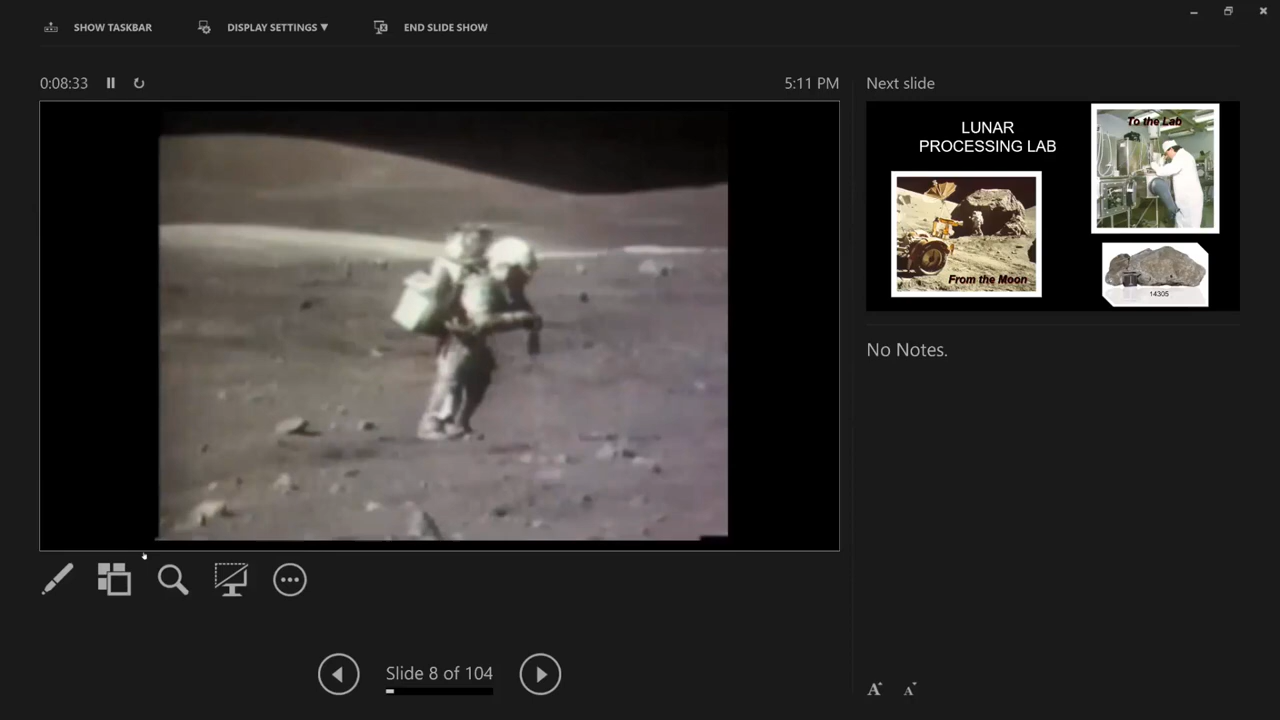 SHOW TASKBAR
DISPLAY SETTINGS ▼
END SLIDE SHOW
0:08:33
5:11 PM
Next slide
LUNAR
PROCESSING LAB
To the Lab
From the Moon
14305
No Notes.
Slide 8 of 104
A A